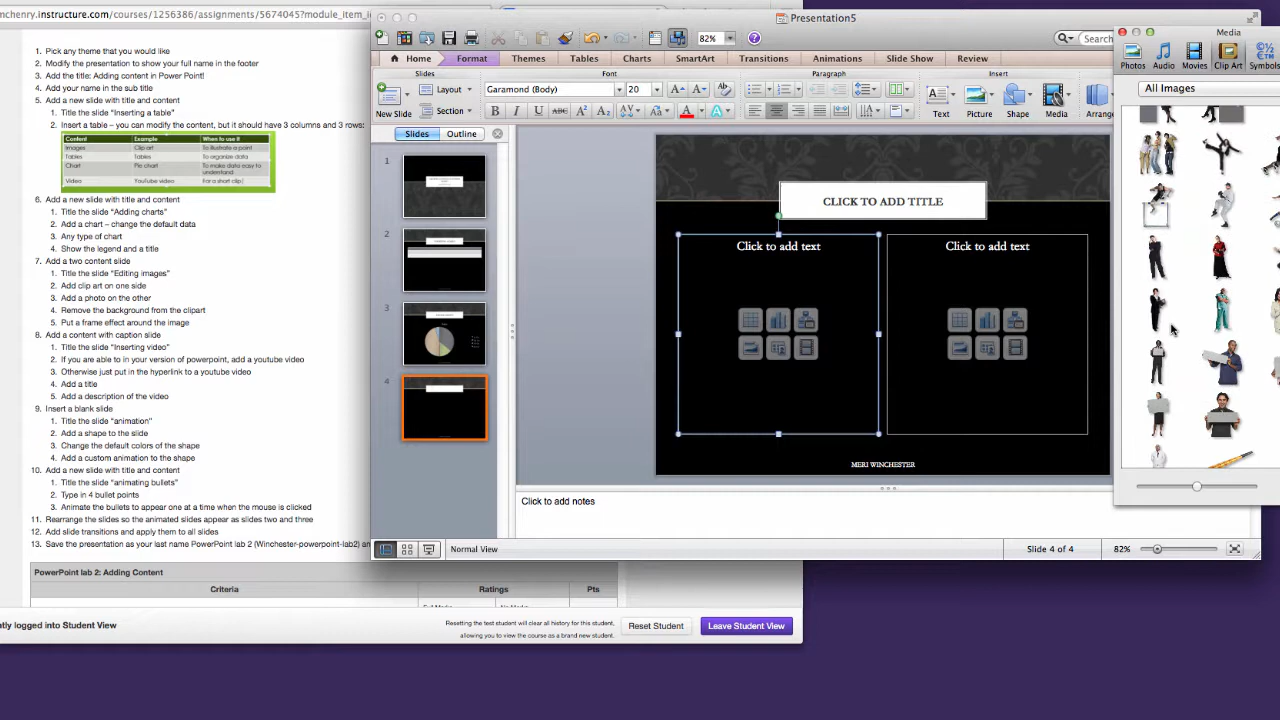 mchenry.instructure.com/courses/1256386/assignments/5674045?module_item_i
1. Pick any theme that you would like
2. Modify the presentation to show your full name in the footer
3. Add the title: Adding content in Power Point!
4. Add your name in the sub title
5. Add a new slide with title and content
1. Title the slide "Inserting a table"
2. Insert a table – you can modify the content, but it should have 3 columns and 3 rows:
Content Example When to use it
Images Clip art To illustrate a point
Tables Tables To organize data
Chart Pie chart To make data easy to understand
Video YouTube video For a short clip
6. Add a new slide with title and content
1. Title the slide "Adding charts"
2. Add a chart – change the default data
3. Any type of chart
4. Show the legend and a title
7. Add a two content slide
1. Title the slide "Editing images"
2. Add clip art on one side
3. Add a photo on the other
4. Remove the background from the clipart
5. Put a frame effect around the image
8. Add a content with caption slide
1. Title the slide "Inserting video"
2. If you are able to in your version of powerpoint, add a youtube video
3. Otherwise just put in the hyperlink to a youtube video
4. Add a title
5. Add a description of the video
9. Insert a blank slide
1. Title the slide "animation"
2. Add a shape to the slide
3. Change the default colors of the shape
4. Add a custom animation to the shape
10. Add a new slide with title and content
1. Title the slide "animating bullets"
2. Type in 4 bullet points
3. Animate the bullets to appear one at a time when the mouse is clicked
11. Rearrange the slides so the animated slides appear as slides two and three
12. Add slide transitions and apply them to all slides
13. Save the presentation as your last name PowerPoint lab 2 (Winchester-powerpoint-lab2) an
PowerPoint lab 2: Adding Content
Criteria Ratings Pts
ntly logged into Student View
Resetting the test student will clear all history for this student,
allowing you to view the course as a brand new student.
Reset Student
Leave Student View
Presentation5
82%
Search
Home Format Themes Tables Charts SmartArt Transitions Animations Slide Show Review
Slides Font Paragraph Insert
New Slide
Layout
Section
Garamond (Body) 20
B I U ABC
Text Picture Shape Media Arrange
Slides Outline
1
2
3
4
CLICK TO ADD TITLE
Click to add text
Click to add text
MERI WINCHESTER
Click to add notes
Normal View
Slide 4 of 4
82%
Media
Photos Audio Movies Clip Art Symbols
All Images